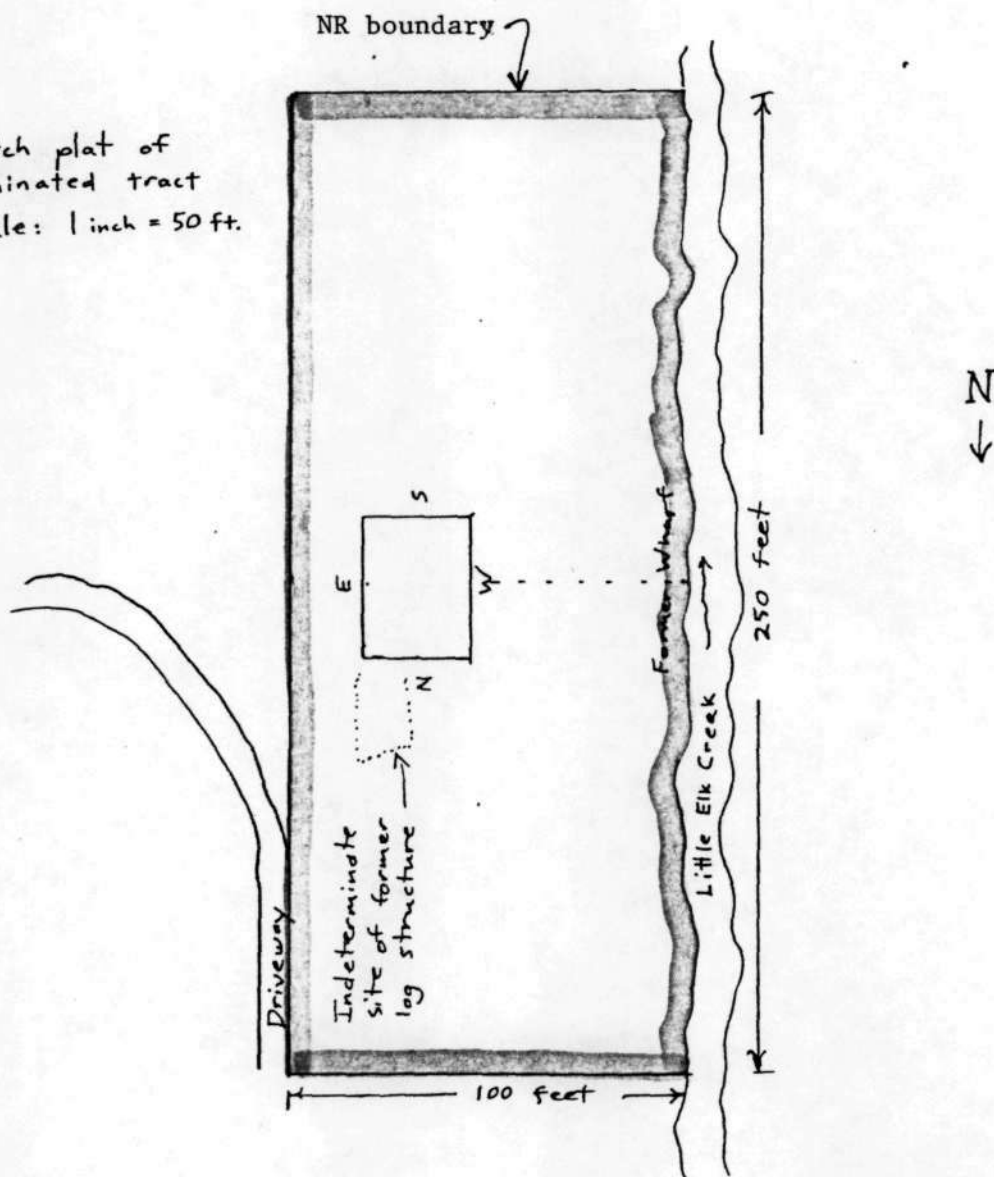 NR boundary
ch plat of
inated tract
le: 1 inch = 50 ft.
N
S
E
W
N
Former Wharf
250 feet
Little Elk Creek
Indeterminate
site of former
log structure
Driveway
100 feet